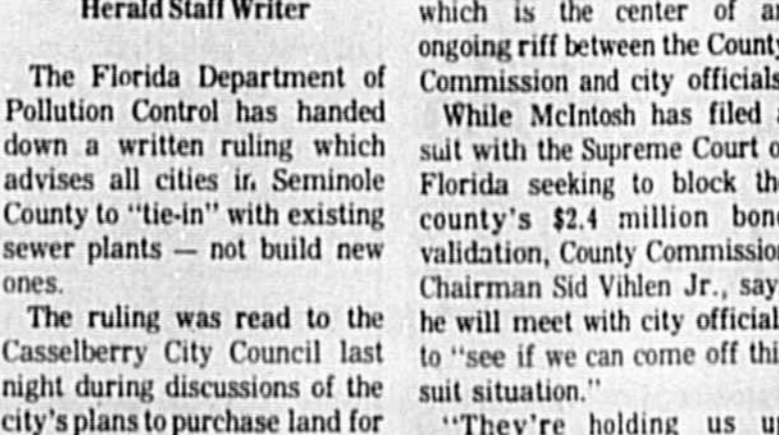 Herald Staff Writer
The Florida Department of
Pollution Control has handed
down a written ruling which
advises all cities in Seminole
County to "tie-in" with existing
sewer plants — not build new
ones.
The ruling was read to the
Casselberry City Council last
night during discussions of the
city's plans to purchase land for
which is the center of
ongoing riff between the County
Commission and city officials
While McIntosh has filed
suit with the Supreme Court
Florida seeking to block
county's $2.4 million
validation, County
Chairman Sid Vihlen Jr., say
he will meet with city official
to "see if we can come off
suit situation."
"They're holding us